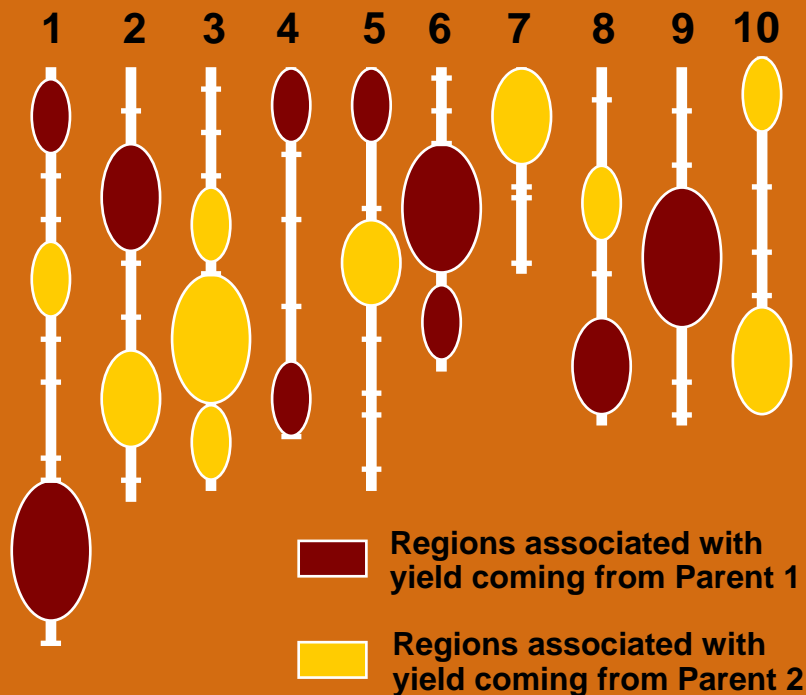 1 2 3 4 5 6 7 8 9 10
Regions associated with
yield coming from Parent 1
Regions associated with
yield coming from Parent 2